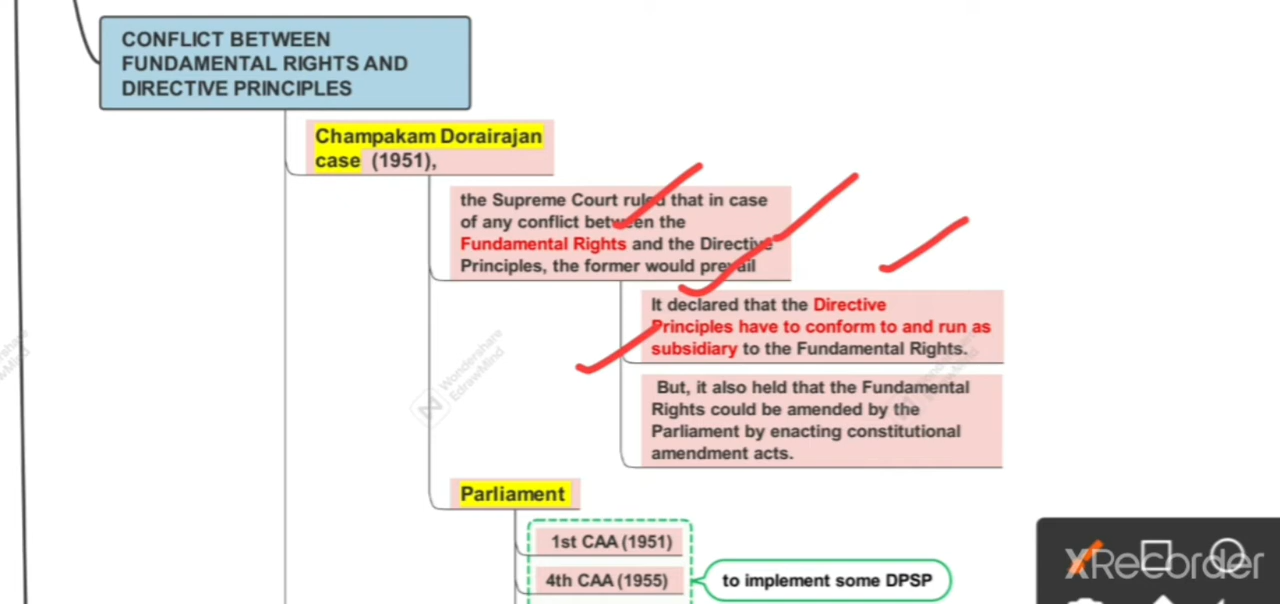 CONFLICT BETWEEN
FUNDAMENTAL RIGHTS AND
DIRECTIVE PRINCIPLES
Champakam Dorairajan
case (1951),
the Supreme Court ruled that in case
of any conflict between the
Fundamental Rights and the Directive
Principles, the former would prevail
It declared that the Directive
Principles have to conform to and run as
subsidiary to the Fundamental Rights.
But, it also held that the Fundamental
Rights could be amended by the
Parliament by enacting constitutional
amendment acts.
Parliament
1st CAA (1951)
4th CAA (1955)
to implement some DPSP
Wondershare
EdrawMind
XRecorder